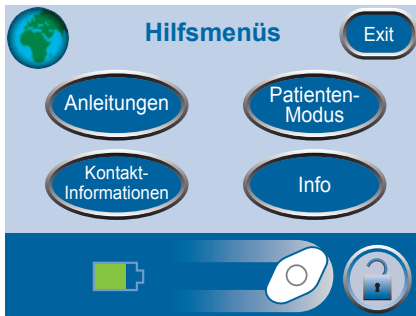 Hilfsmenüs
Exit
Anleitungen
Patienten-
Modus
Kontakt-
Informationen
Info